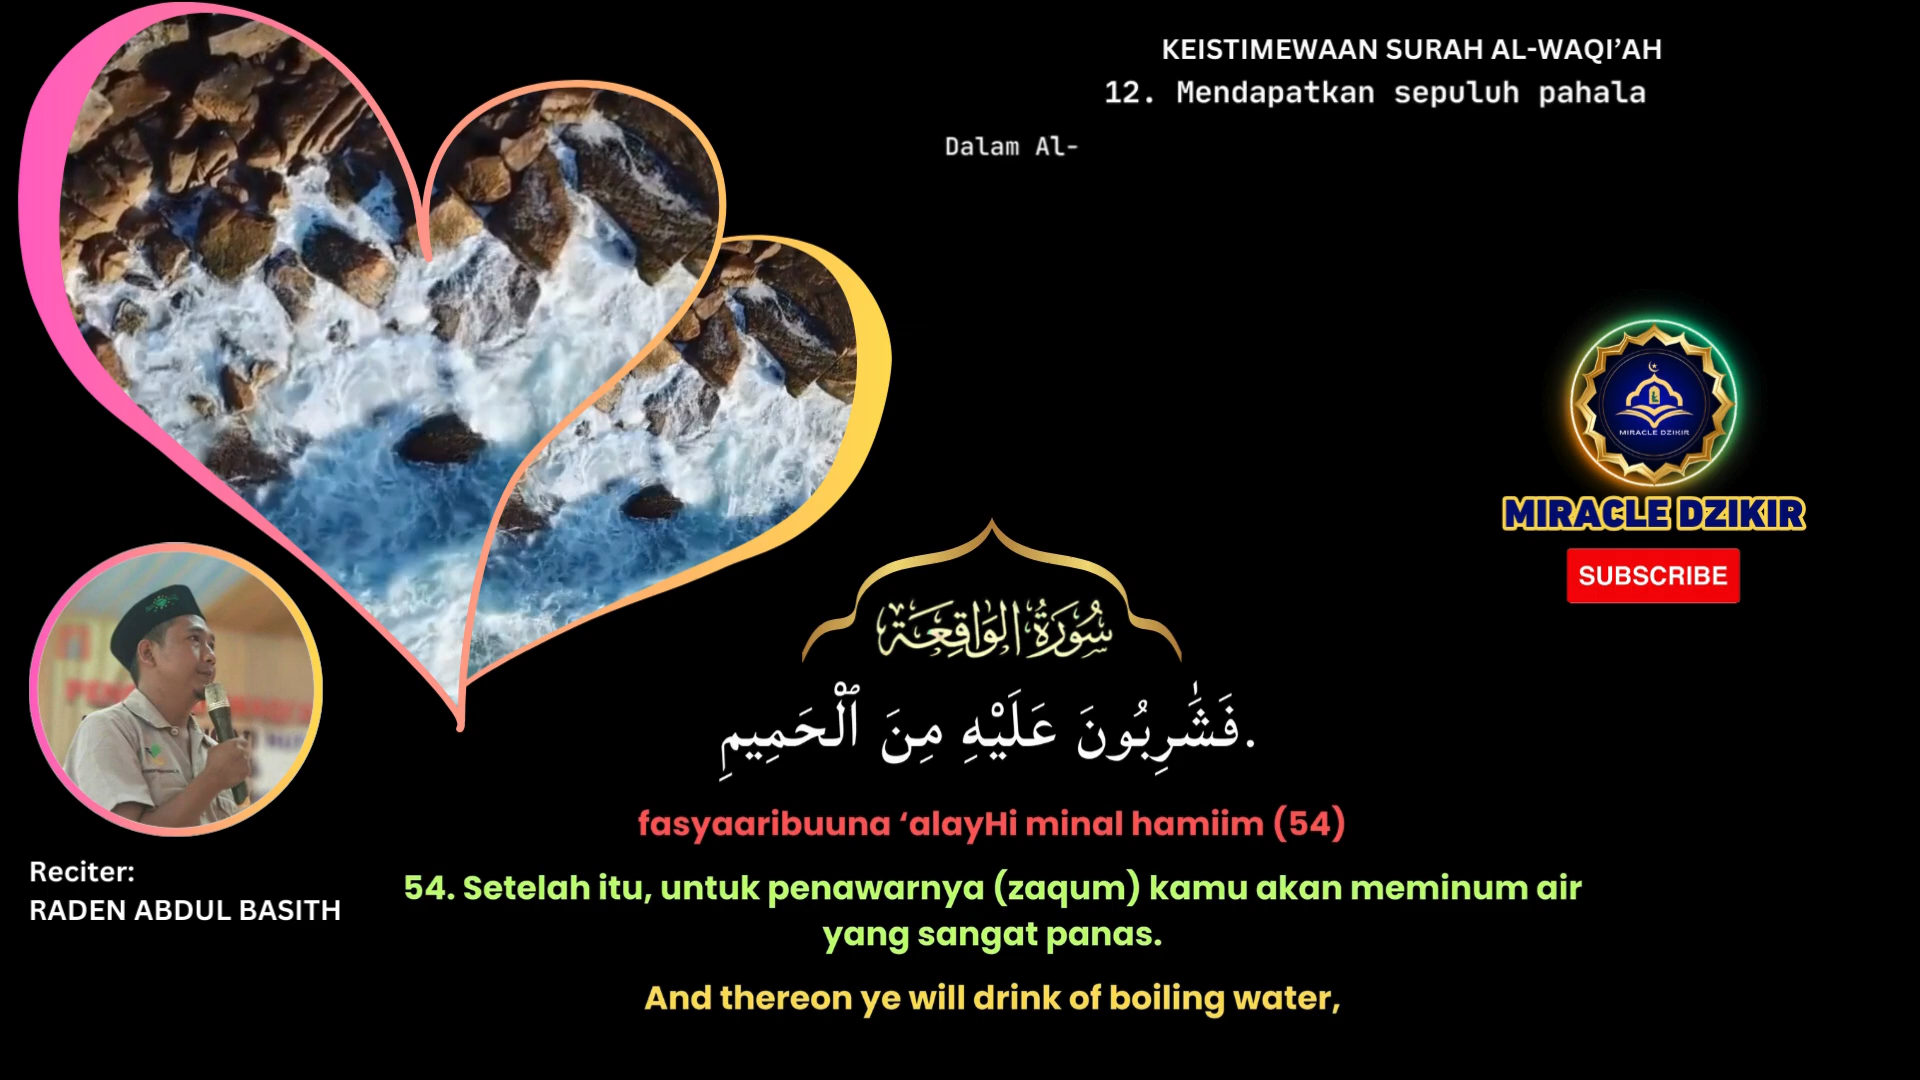 KEISTIMEWAAN SURAH AL-WAQI’AH
12. Mendapatkan sepuluh pahala
Dalam Al-
MIRACLE DZIKIR
MIRACLE DZIKIR
SUBSCRIBE
سُورَةُ الوَاقِعَة
فَشَٰرِبُونَ عَلَيْهِ مِنَ ٱلْحَمِيمِ.
fasyaaribuuna ‘alayHi minal hamiim (54)
54. Setelah itu, untuk penawarnya (zaqum) kamu akan meminum air
yang sangat panas.
And thereon ye will drink of boiling water,
Reciter:
RADEN ABDUL BASITH